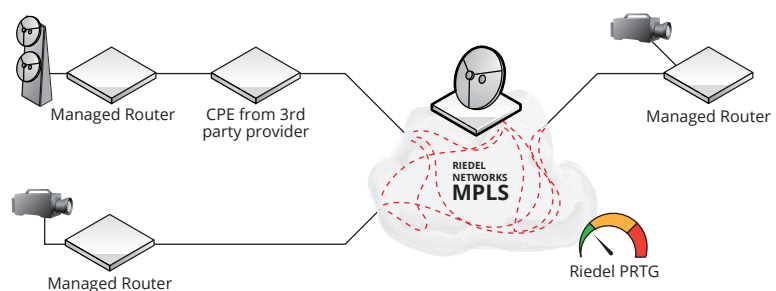 Managed Router
CPE from 3rd
party provider
Managed Router
RIEDEL
NETWORKS
MPLS
Managed Router
Riedel PRTG